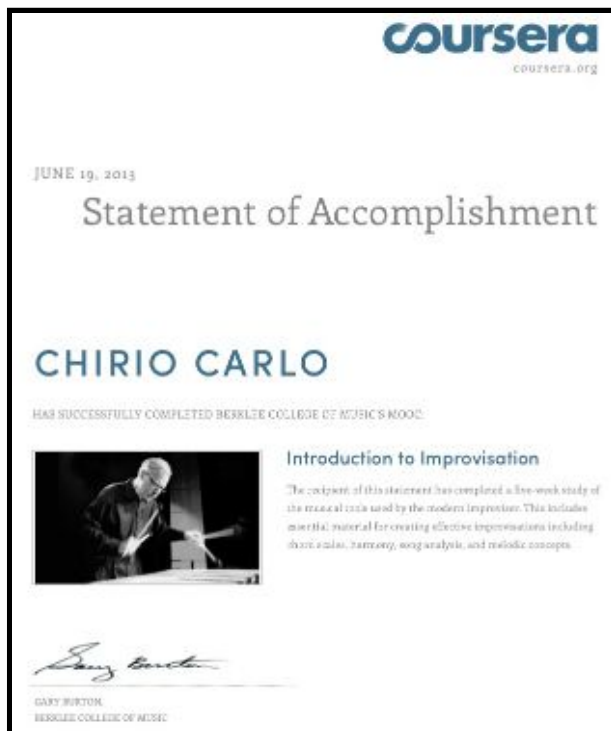 coursera
coursera.org
JUNE 19, 2013
Statement of Accomplishment
CHIRIO CARLO
HAS SUCCESSFULLY COMPLETED BERKLEE COLLEGE OF MUSIC'S MOOC:
Introduction to Improvisation
The recipient of this statement has completed a five-week study of
the musical tools used by the modern improviser. This includes
essential material for creating effective improvisations including
chord scales, harmony, song analysis, and melodic concepts.
Gary Burton
GARY BURTON,
BERKLEE COLLEGE OF MUSIC